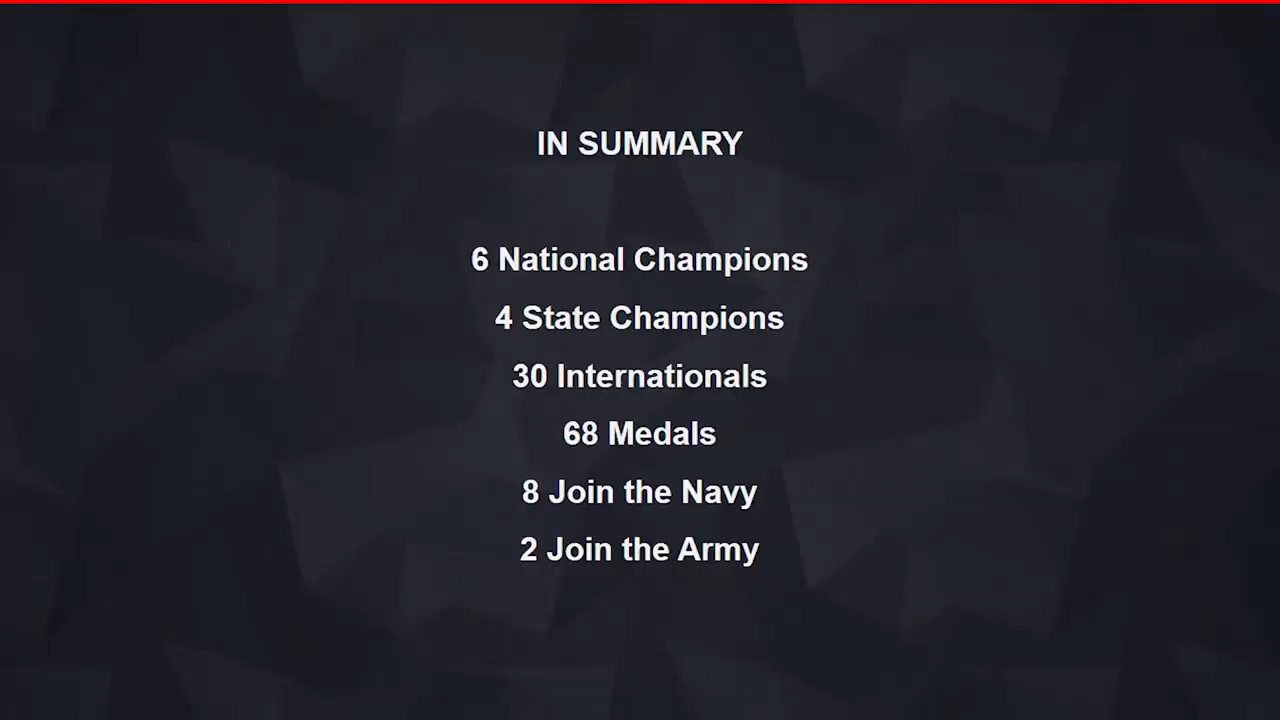 IN SUMMARY
6 National Champions
4 State Champions
30 Internationals
68 Medals
8 Join the Navy
2 Join the Army